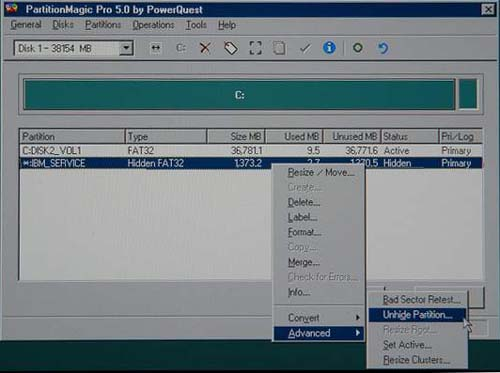 PartitionMagic Pro 5.0 by PowerQuest
General Disks Partitions Operations Tools Help
Disk 1 - 38154 MB C:
C:
Partition Type Size MB Used MB Unused MB Status Pri/Log
C:DISK2_VOL1 FAT32 36,781.1 9.5 36,771.6 Active Primary
*:IBM_SERVICE Hidden FAT32 1,373.2 2.7 1370.5 Hidden Primary
Resize / Move...
Create...
Delete...
Label...
Format...
Copy...
Merge...
Check for Errors...
Info...
Convert
Advanced
Bad Sector Retest...
Unhide Partition...
Resize Root...
Set Active...
Resize Clusters...